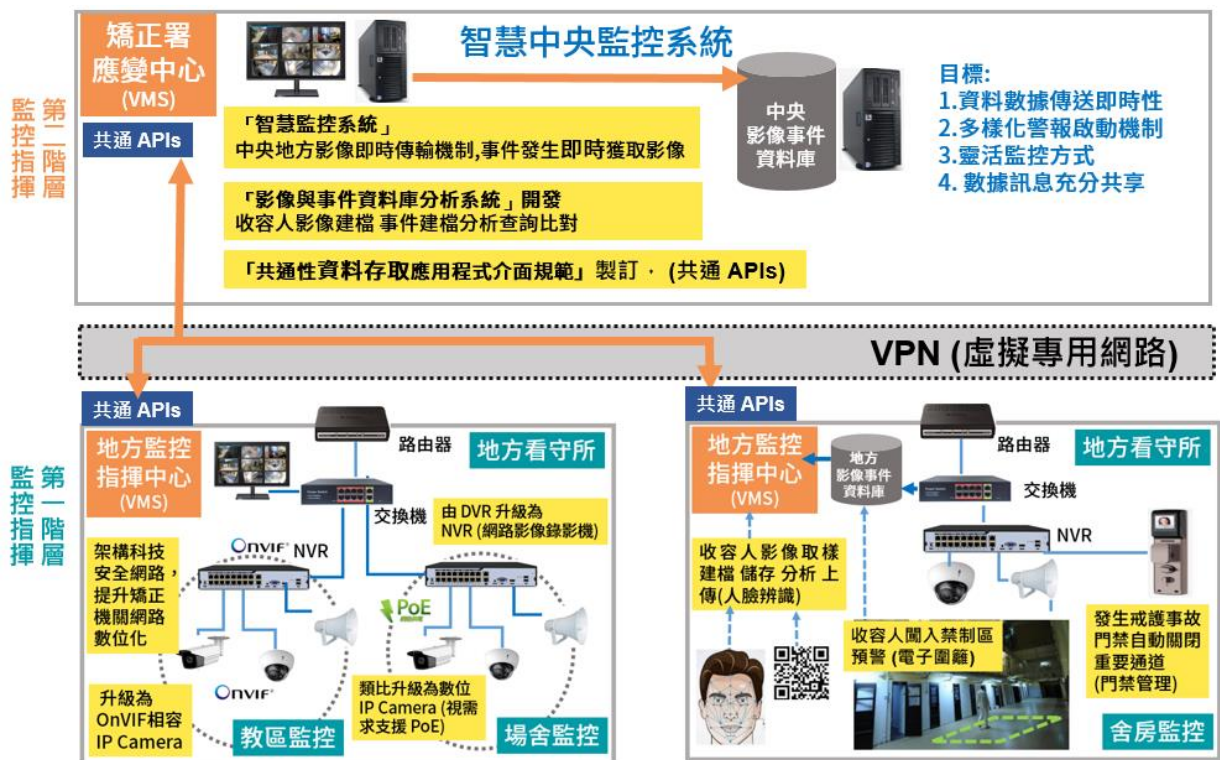 第二階層
監控指揮
矯正署
應變中心
(VMS)
共通 APIs
智慧中央監控系統
中央
影像事件
資料庫
目標:
1.資料數據傳送即時性
2.多樣化警報啟動機制
3.靈活監控方式
4. 數據訊息充分共享
「智慧監控系統」
中央地方影像即時傳輸機制,事件發生即時獲取影像
「影像與事件資料庫分析系統」開發
收容人影像建檔 事件建檔分析查詢比對
「共通性資料存取應用程式介面規範」製訂． (共通 APIs)
VPN (虛擬專用網路)
第一階層
監控指揮
共通 APIs
地方監控
指揮中心
(VMS)
路由器
地方看守所
交換機
由 DVR 升級為
NVR (網路影像錄影機)
架構科技
安全網路，
提升矯正
機關網路
數位化
ONVIF
NVR
PoE
升級為
OnVIF相容
IP Camera
ONVIF
教區監控
類比升級為數位
IP Camera (視需
求支援 PoE)
場舍監控
共通 APIs
地方監控
指揮中心
(VMS)
地方
影像事件
資料庫
路由器
地方看守所
交換機
NVR
收容人影像取樣
建檔 儲存 分析 上
傳(人臉辨識)
收容人闖入禁制區
預警 (電子圍籬)
發生戒護事故
門禁自動關閉
重要通道
(門禁管理)
舍房監控